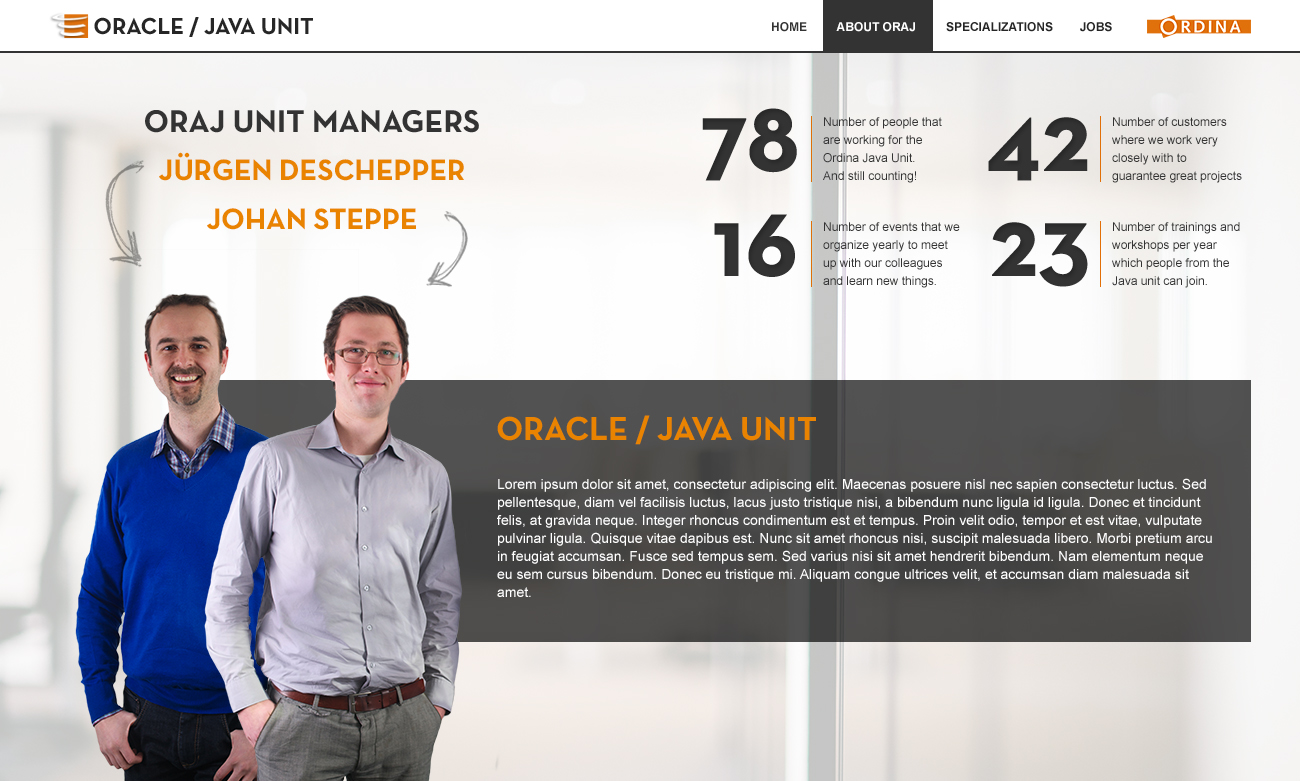 ORACLE / JAVA UNIT
HOME
ABOUT ORAJ
SPECIALIZATIONS
JOBS
ORDINA
ORAJ UNIT MANAGERS
JÜRGEN DESCHEPPER
JOHAN STEPPE
78
Number of people that
are working for the
Ordina Java Unit.
And still counting!
42
Number of customers
where we work very
closely with to
guarantee great projects
16
Number of events that we
organize yearly to meet
up with our colleagues
and learn new things.
23
Number of trainings and
workshops per year
which people from the
Java unit can join.
ORACLE / JAVA UNIT
Lorem ipsum dolor sit amet, consectetur adipiscing elit. Maecenas posuere nisl nec sapien consectetur luctus. Sed
pellentesque, diam vel facilisis luctus, lacus justo tristique nisi, a bibendum nunc ligula id ligula. Donec et tincidunt
felis, at gravida neque. Integer rhoncus condimentum est et tempus. Proin velit odio, tempor et est vitae, vulputate
pulvinar ligula. Quisque vitae dapibus est. Nunc sit amet rhoncus nisi, suscipit malesuada libero. Morbi pretium arcu
in feugiat accumsan. Fusce sed tempus sem. Sed varius nisi sit amet hendrerit bibendum. Nam elementum neque
eu sem cursus bibendum. Donec eu tristique mi. Aliquam congue ultrices velit, et accumsan diam malesuada sit
amet.